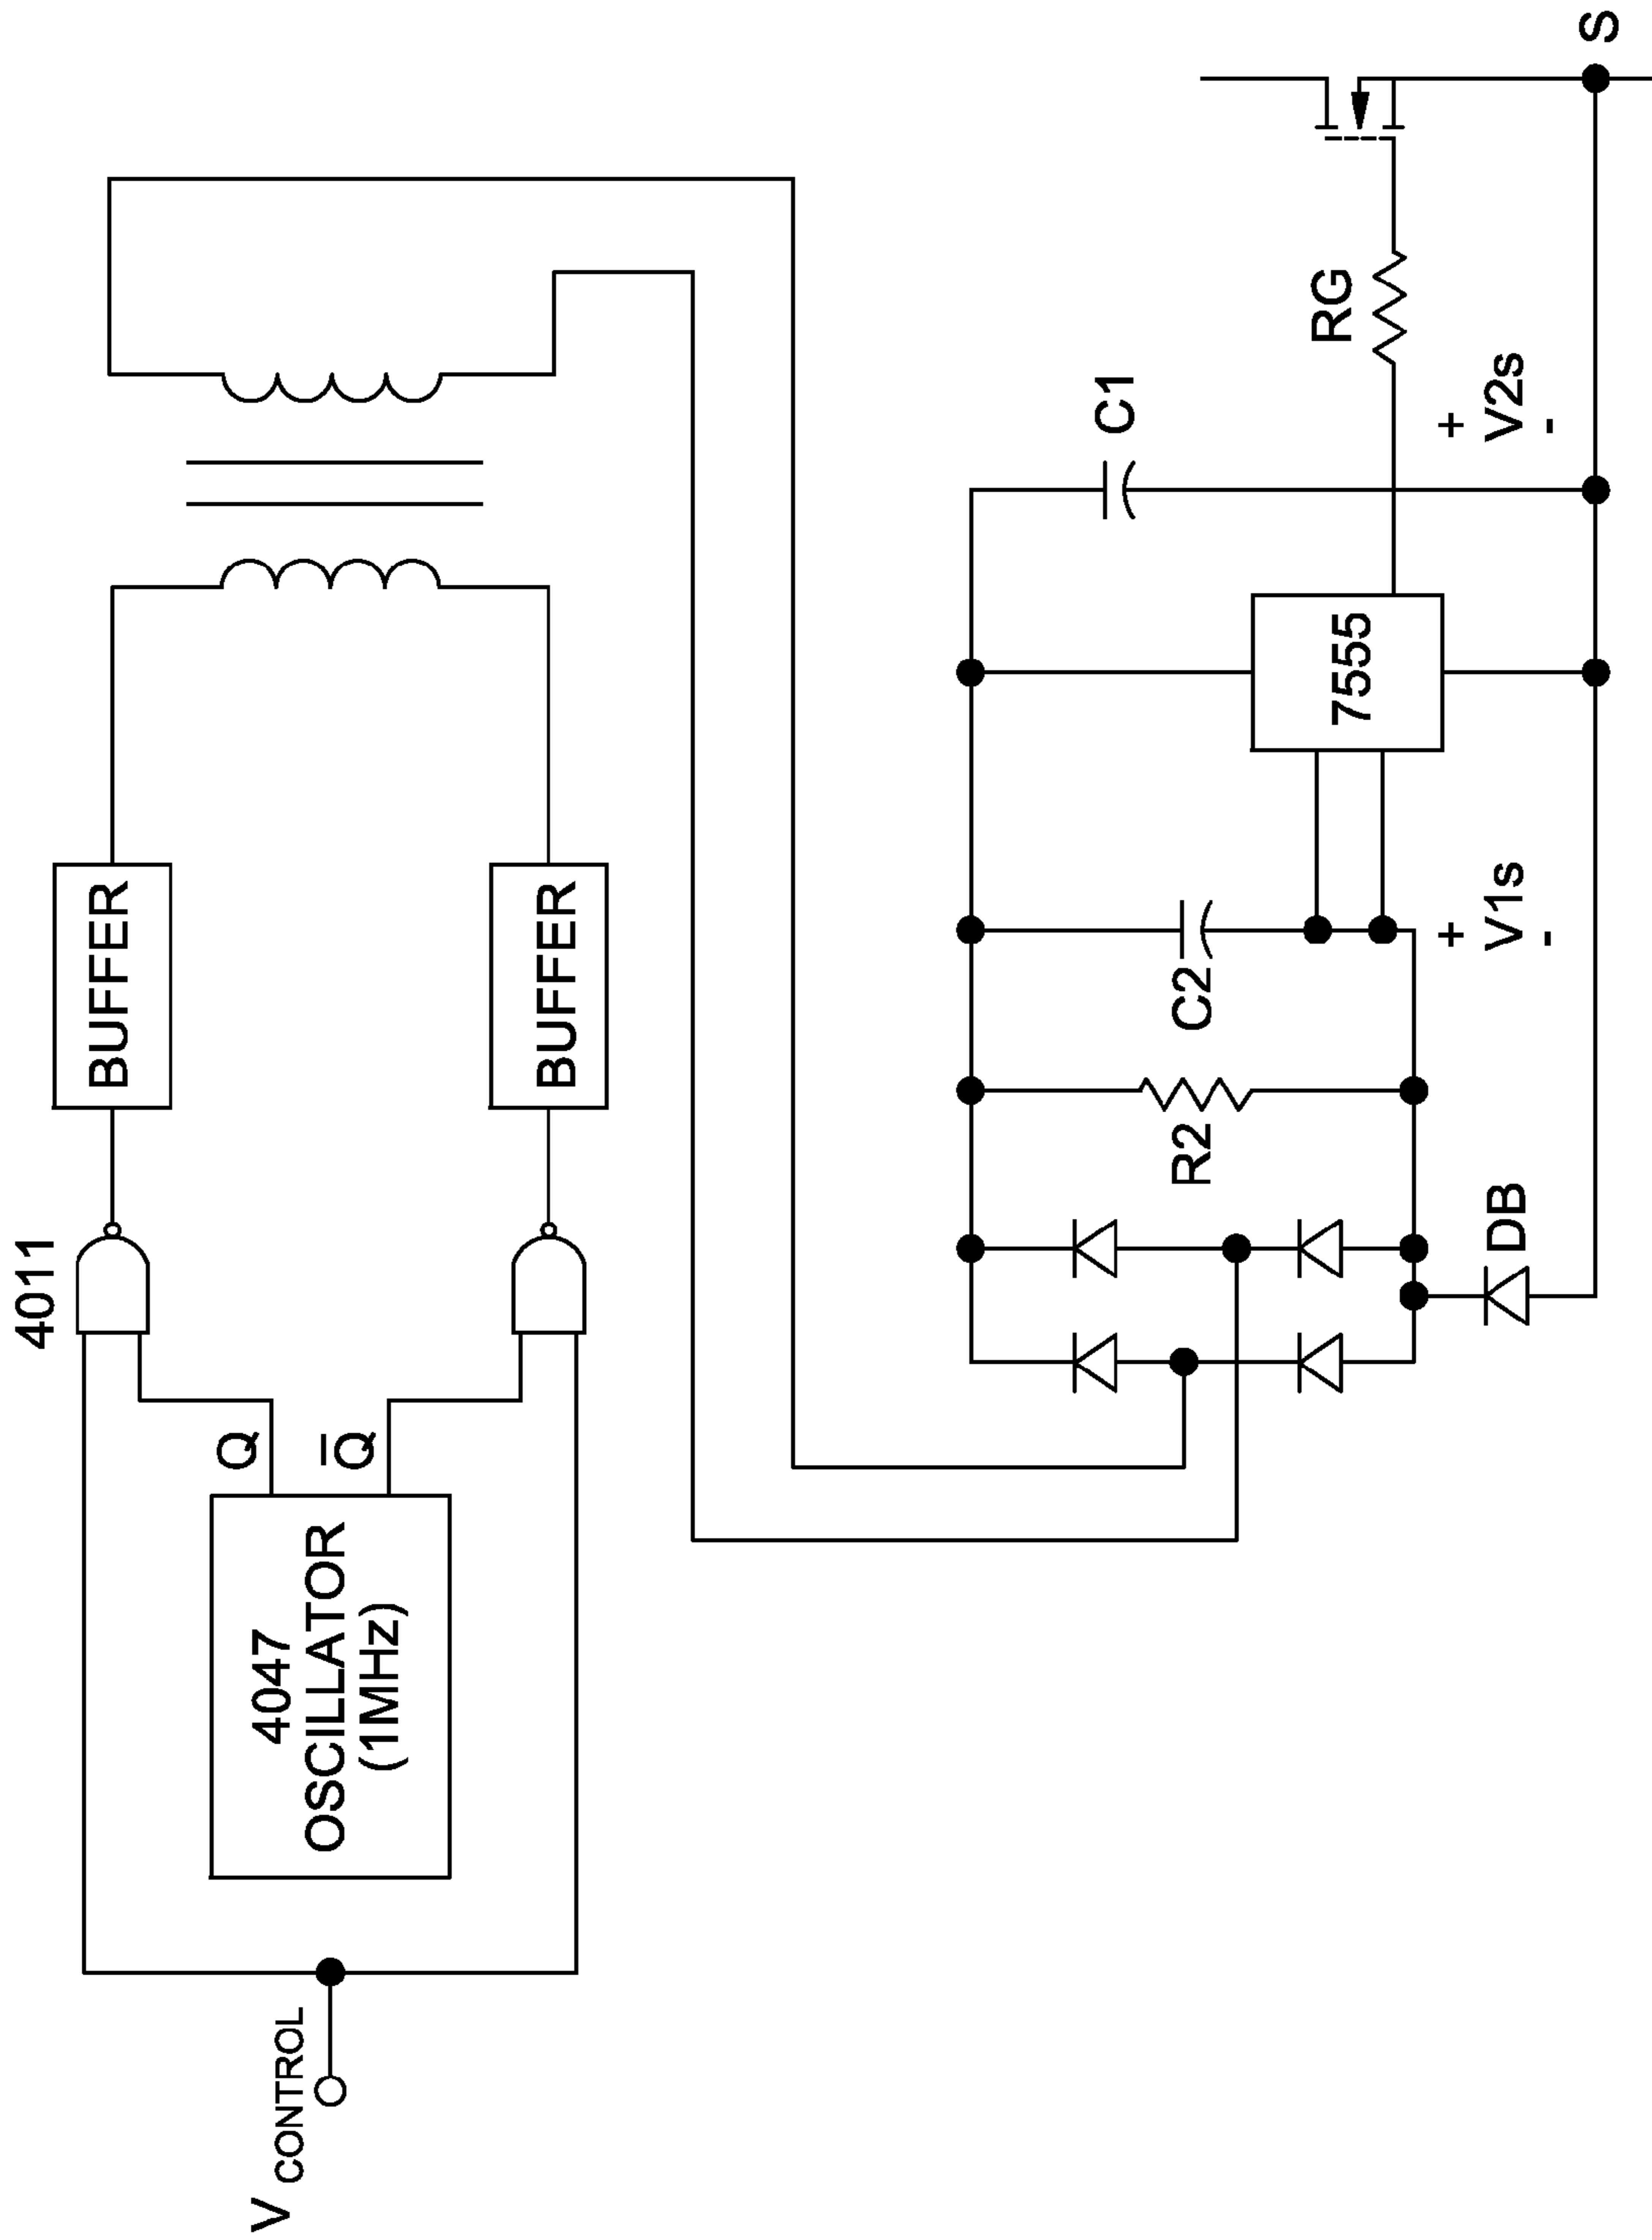 4011
BUFFER
Q
Q̅
4047
OSCILLATOR
(1MHz)
BUFFER
V CONTROL
C1
RG
C2
R2
7555
+
V1s
-
+
V2s
-
DB
S